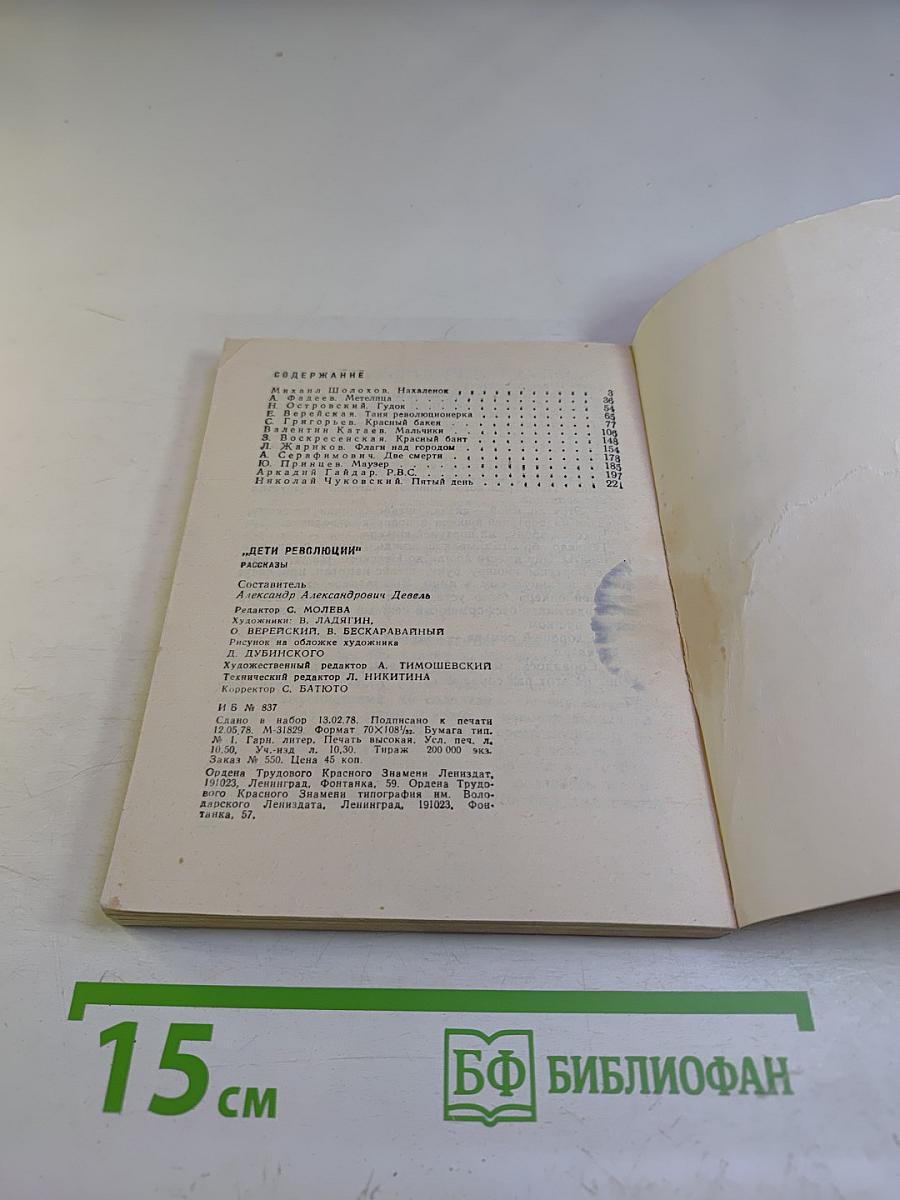 СОДЕРЖАНИЕ
Михаил Шолохов. Нахаленок . . . . . . . . . . 3
А. Фадеев. Метелица . . . . . . . . . . . . 36
Н. Островский. Гудок . . . . . . . . . . . . 54
Е. Верейская. Таня революционерка . . . . . . . . 65
С. Григорьев. Красный бакен . . . . . . . . . . 77
Валентин Катаев. Мальчики . . . . . . . . . . 106
З. Воскресенская. Красный бант . . . . . . . . . 148
Л. Жариков. Флаги над городом . . . . . . . . . 154
А. Серафимович. Две смерти . . . . . . . . . . 178
Ю. Принцев. Маузер . . . . . . . . . . . . 185
Аркадий Гайдар. Р.В.С. . . . . . . . . . . . 197
Николай Чуковский. Пятый день . . . . . . . . . 221
„ДЕТИ РЕВОЛЮЦИИ"
РАССКАЗЫ
Составитель
Александр Александрович Девель
Редактор С. МОЛЕВА
Художники: В. ЛАДЯГИН,
О. ВЕРЕЙСКИЙ, В. БЕСКАРАВАЙНЫЙ
Рисунок на обложке художника
Д. ДУБИНСКОГО
Художественный редактор А. ТИМОШЕВСКИЙ
Технический редактор Л. НИКИТИНА
Корректор С. БАТЮТО
ИБ № 837
Сдано в набор 13.02.78. Подписано к печати
12.05.78. М-31829. Формат 70×108¹/₃₂. Бумага тип.
№ 1. Гарн. литер. Печать высокая. Усл. печ. л.
10,50. Уч.-изд л. 10,30. Тираж 200 000 экз.
Заказ № 550. Цена 45 коп.
Ордена Трудового Красного Знамени Лениздат,
191023, Ленинград, Фонтанка, 59. Ордена Трудо-
вого Красного Знамени типография им. Воло-
дарского Лениздата, Ленинград, 191023, Фон-
танка, 57.
15 см
БФ БИБЛИОФАН